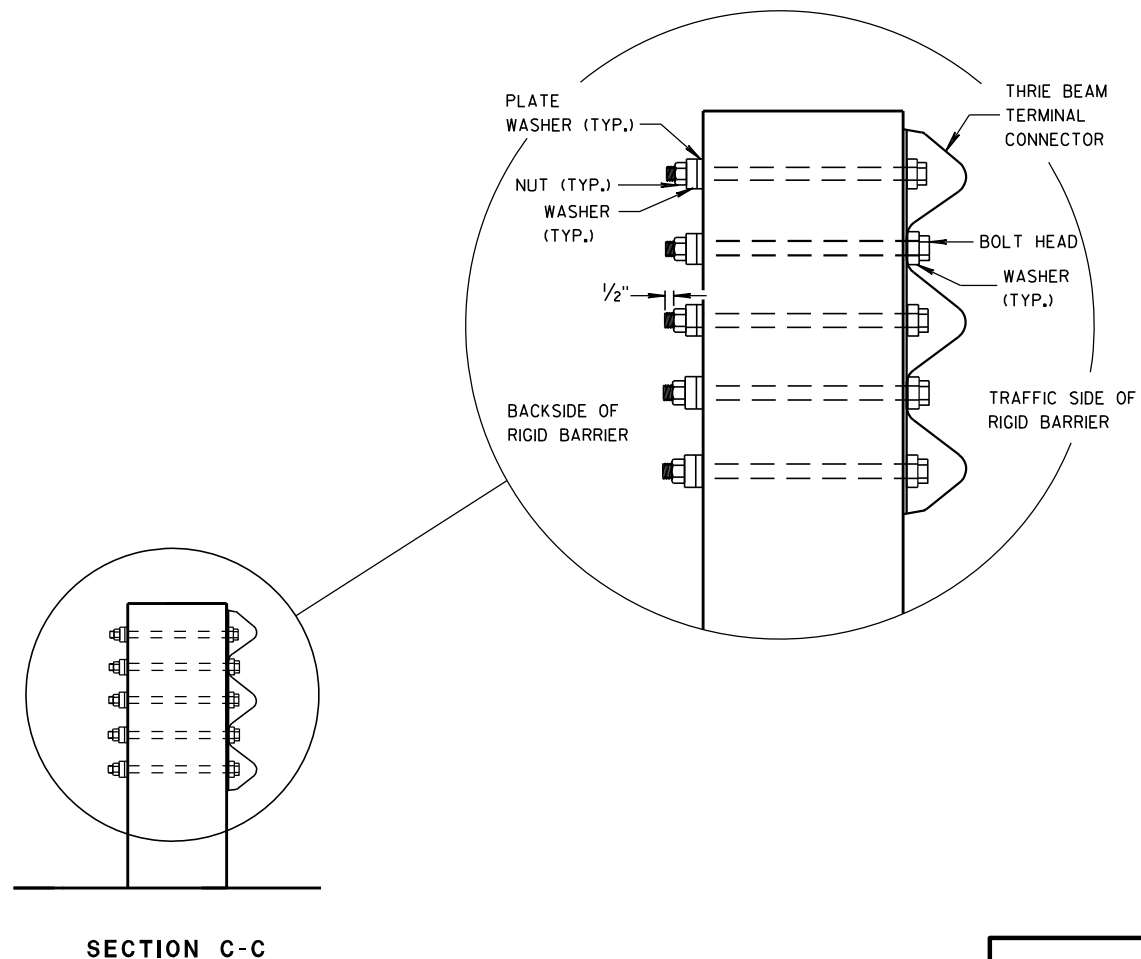 PLATE
WASHER (TYP.)
NUT (TYP.)
WASHER
(TYP.)
1/2"
BACKSIDE OF
RIGID BARRIER
THRIE BEAM
TERMINAL
CONNECTOR
BOLT HEAD
WASHER
(TYP.)
TRAFFIC SIDE OF
RIGID BARRIER
SECTION C-C